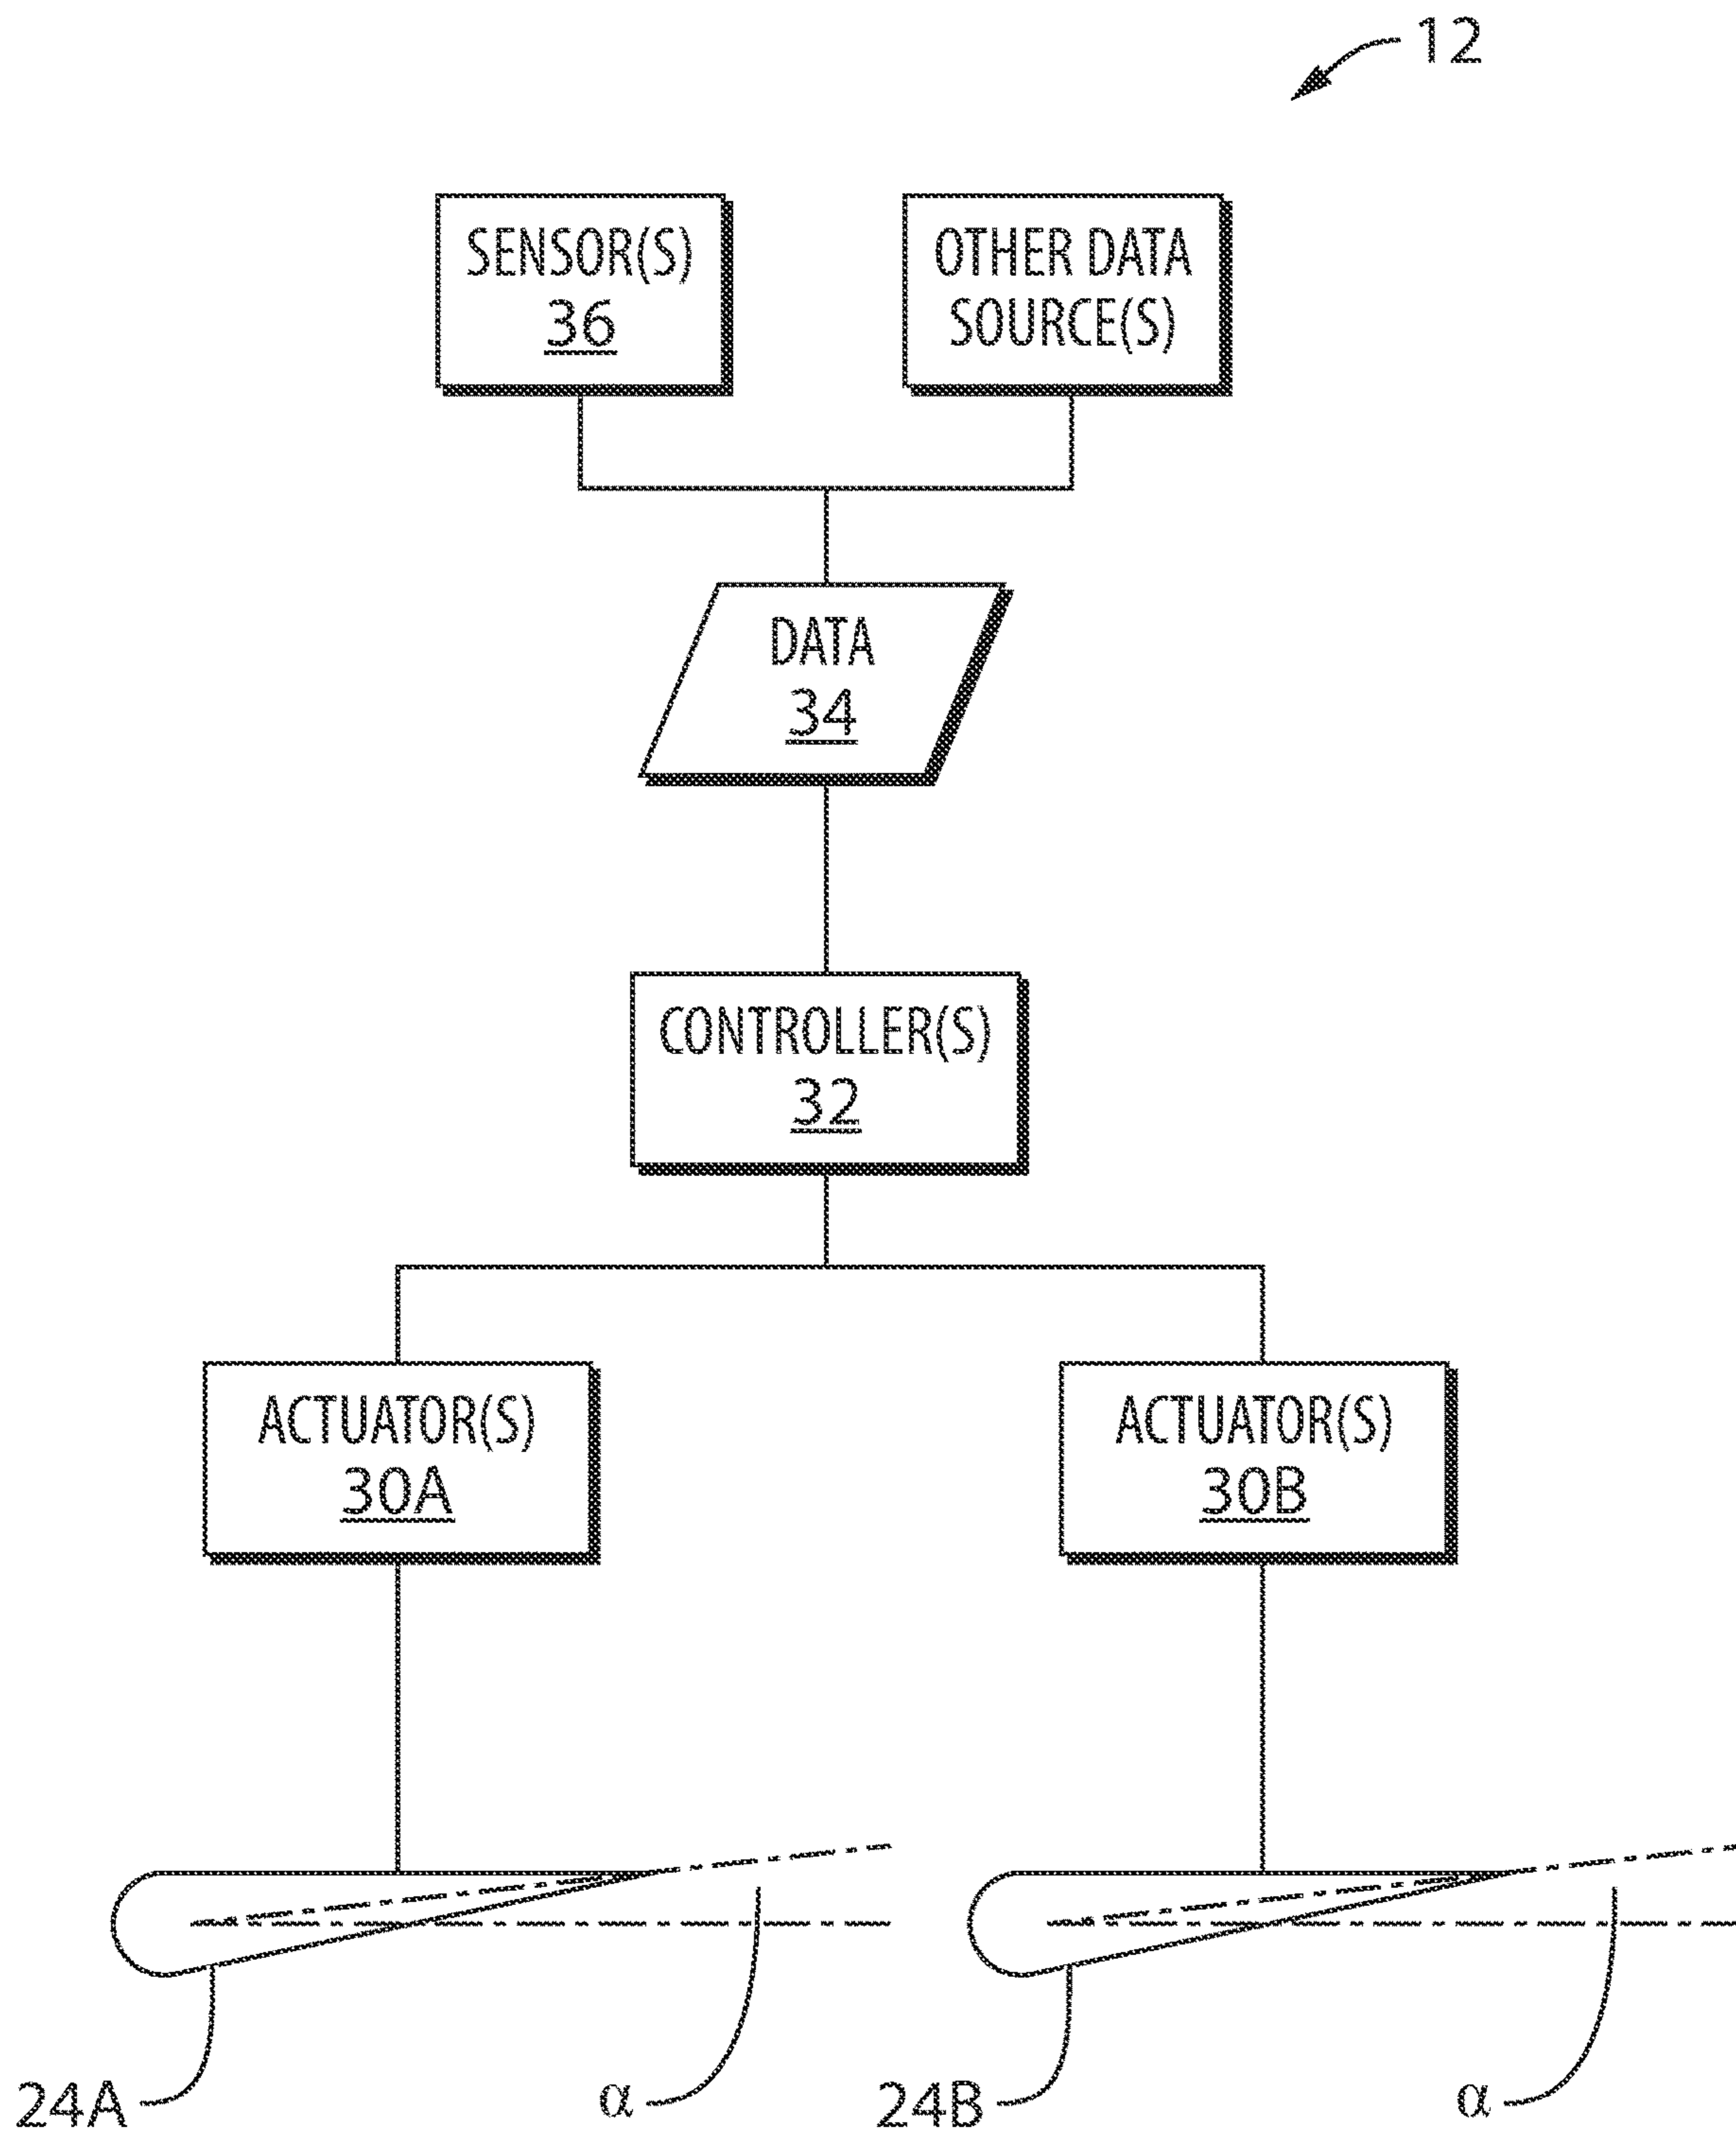 12
SENSOR(S)
36
OTHER DATA
SOURCE(S)
DATA
34
CONTROLLER(S)
32
ACTUATOR(S)
30A
ACTUATOR(S)
30B
24A
α
24B
α